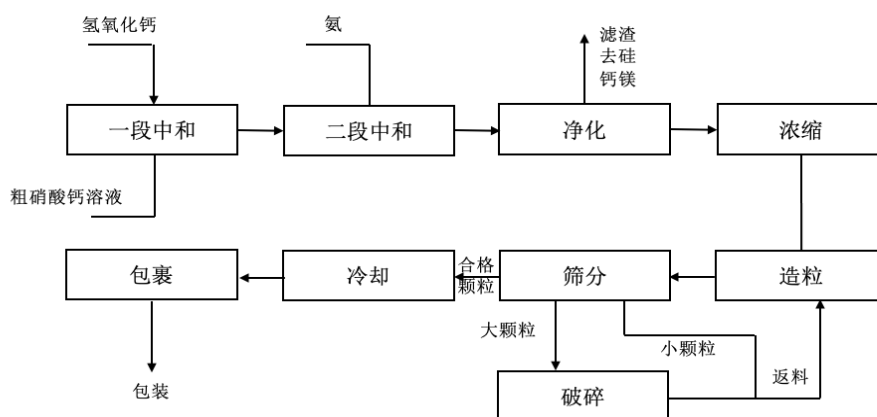 氢氧化钙
氨
滤渣
去硅
钙镁
一段中和
二段中和
净化
浓缩
粗硝酸钙溶液
包裹
冷却
合格
颗粒
筛分
造粒
大颗粒
小颗粒
包装
破碎
返料